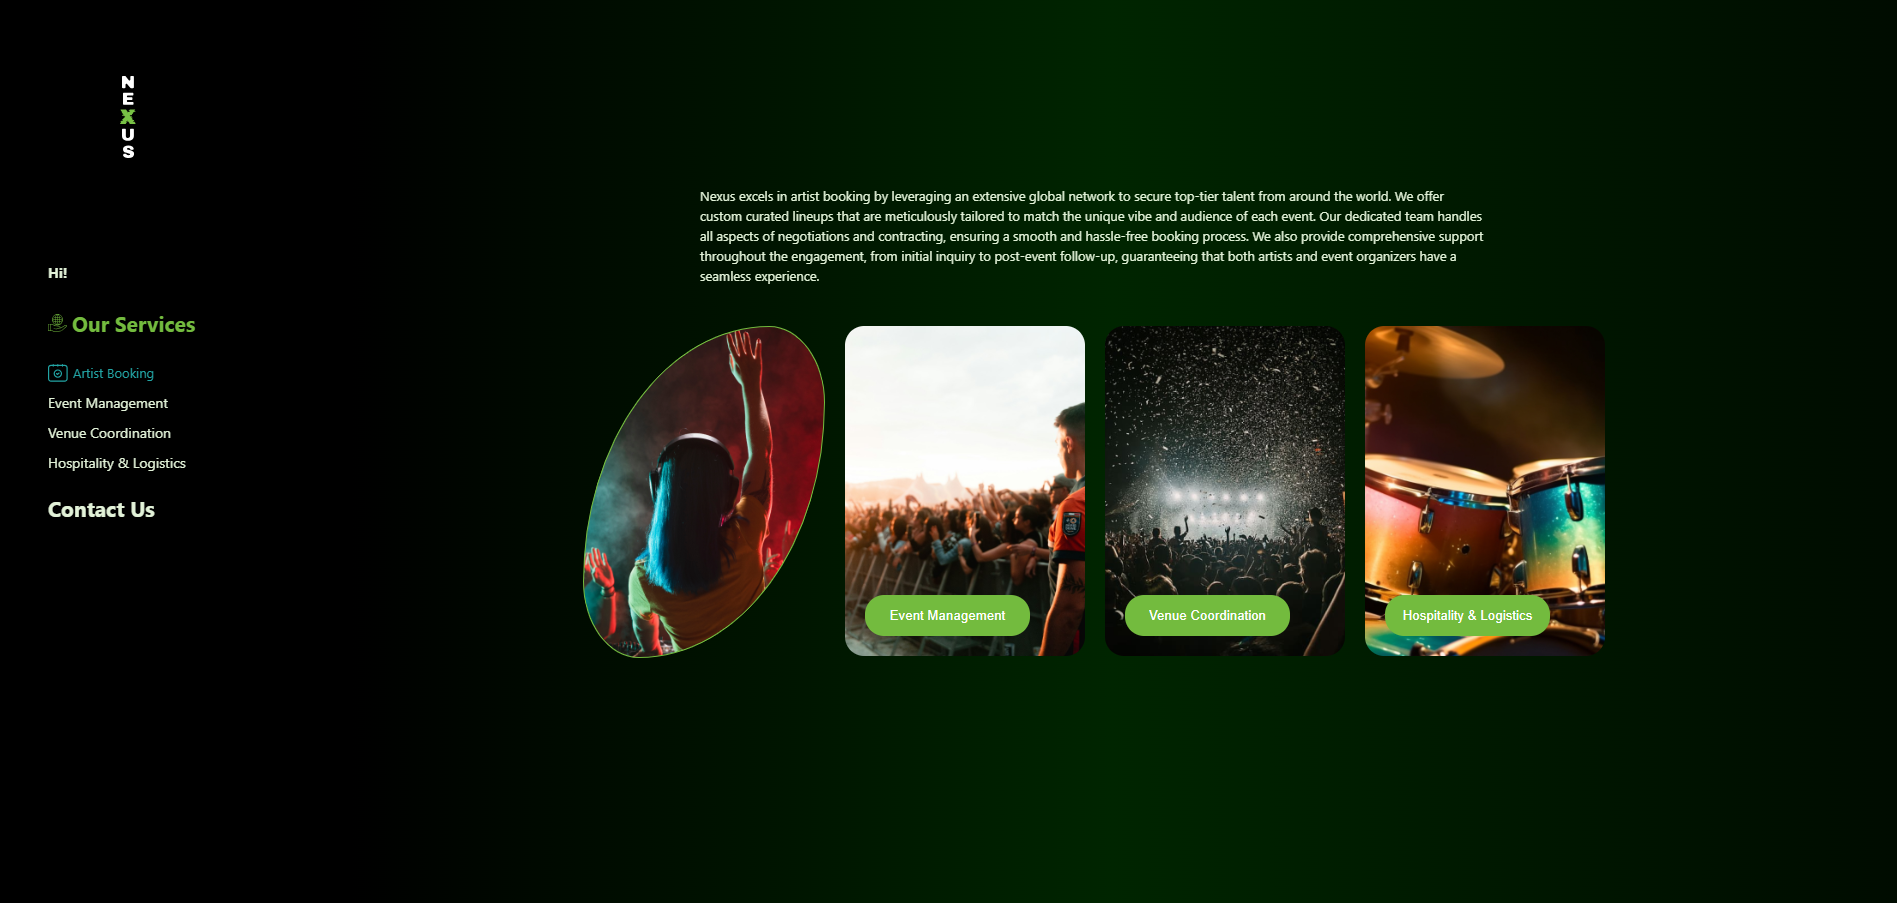 NEXUS
Hi!
Our Services
Artist Booking
Event Management
Venue Coordination
Hospitality & Logistics
Contact Us
Nexus excels in artist booking by leveraging an extensive global network to secure top-tier talent from around the world. We offer
custom curated lineups that are meticulously tailored to match the unique vibe and audience of each event. Our dedicated team handles
all aspects of negotiations and contracting, ensuring a smooth and hassle-free booking process. We also provide comprehensive support
throughout the engagement, from initial inquiry to post-event follow-up, guaranteeing that both artists and event organizers have a
seamless experience.
Event Management
Venue Coordination
Hospitality & Logistics